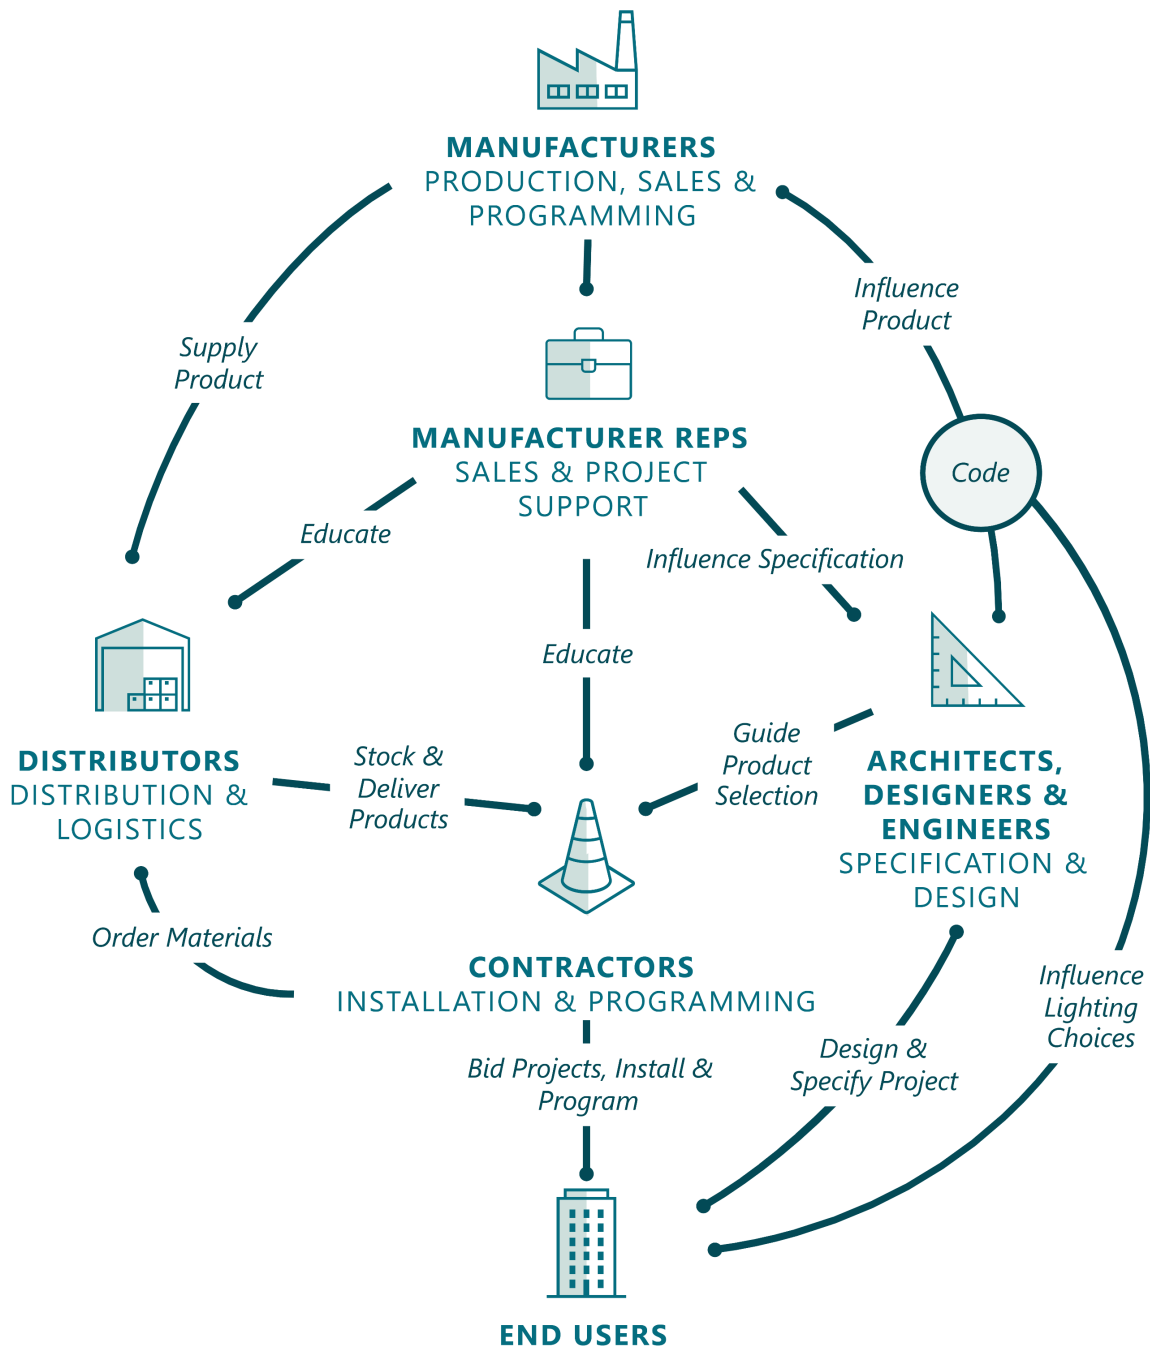 MANUFACTURERS
PRODUCTION, SALES &
PROGRAMMING
Influence
Product
Supply
Product
MANUFACTURER REPS
SALES & PROJECT
SUPPORT
Code
Educate
Influence Specification
Educate
DISTRIBUTORS
DISTRIBUTION &
LOGISTICS
Stock &
Deliver
Products
Guide
Product
Selection
ARCHITECTS,
DESIGNERS &
ENGINEERS
SPECIFICATION &
DESIGN
Order Materials
CONTRACTORS
INSTALLATION & PROGRAMMING
Influence
Lighting
Choices
Bid Projects, Install &
Program
Design &
Specify Project
END USERS